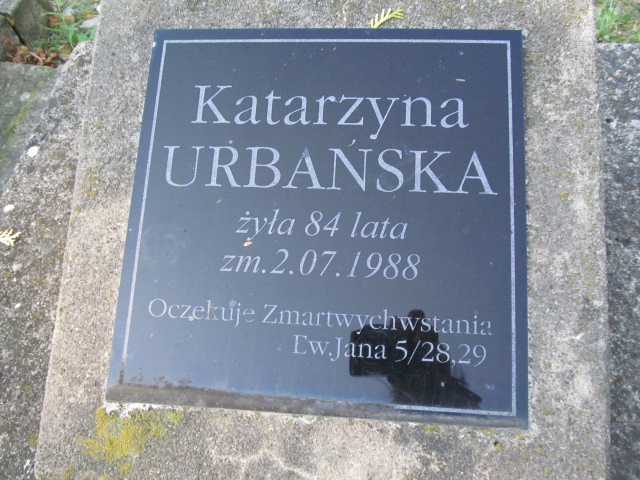 Katarzyna
URBAŃSKA
żyła 84 lata
zm.2.07.1988
Oczekuje Zmartwychwstania
Ew.Jana 5/28,29